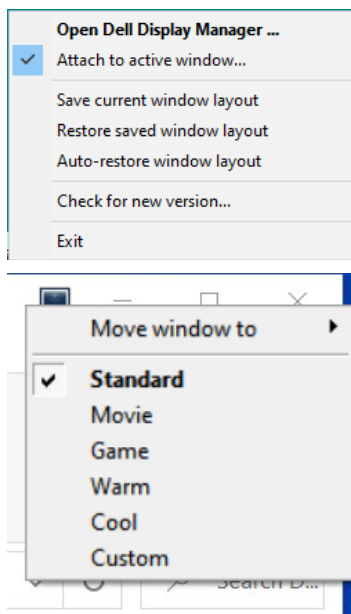 Open Dell Display Manager ...
Attach to active window...
Save current window layout
Restore saved window layout
Auto-restore window layout
Check for new version...
Exit
Move window to
Standard
Movie
Game
Warm
Cool
Custom
Search D...